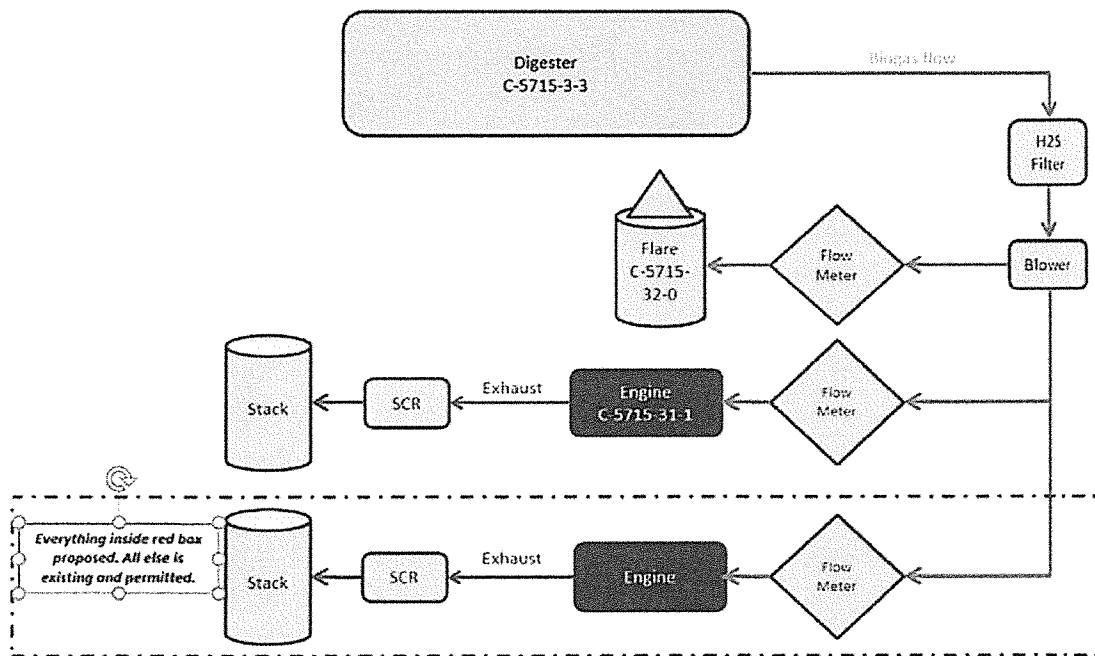 Digester
C-5715-3-3
Biogas flow
H2S
Filter
Blower
Flow
Meter
Flare
C-5715-
32-0
Flow
Meter
Engine
C-5715-31-1
Exhaust
SCR
Stack
Flow
Meter
Engine
Exhaust
SCR
Stack
Everything inside red box
proposed. All else is
existing and permitted.